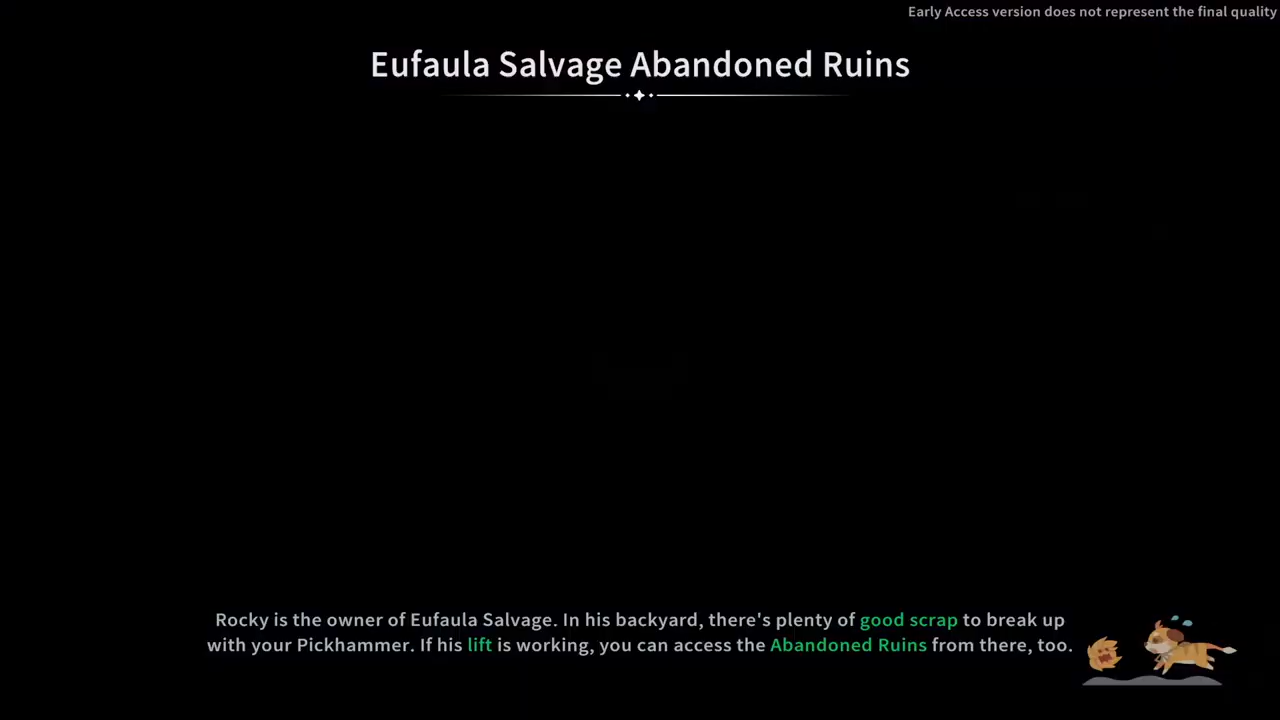 Early Access version does not represent the final quality
Eufaula Salvage Abandoned Ruins
Rocky is the owner of Eufaula Salvage. In his backyard, there's plenty of good scrap to break up
with your Pickhammer. If his lift is working, you can access the Abandoned Ruins from there, too.